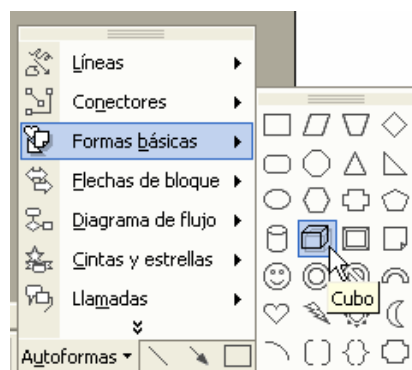 Líneas
Conectores
Formas básicas
Flechas de bloque
Diagrama de flujo
Cintas y estrellas
Llamadas
Cubo
Autoformas